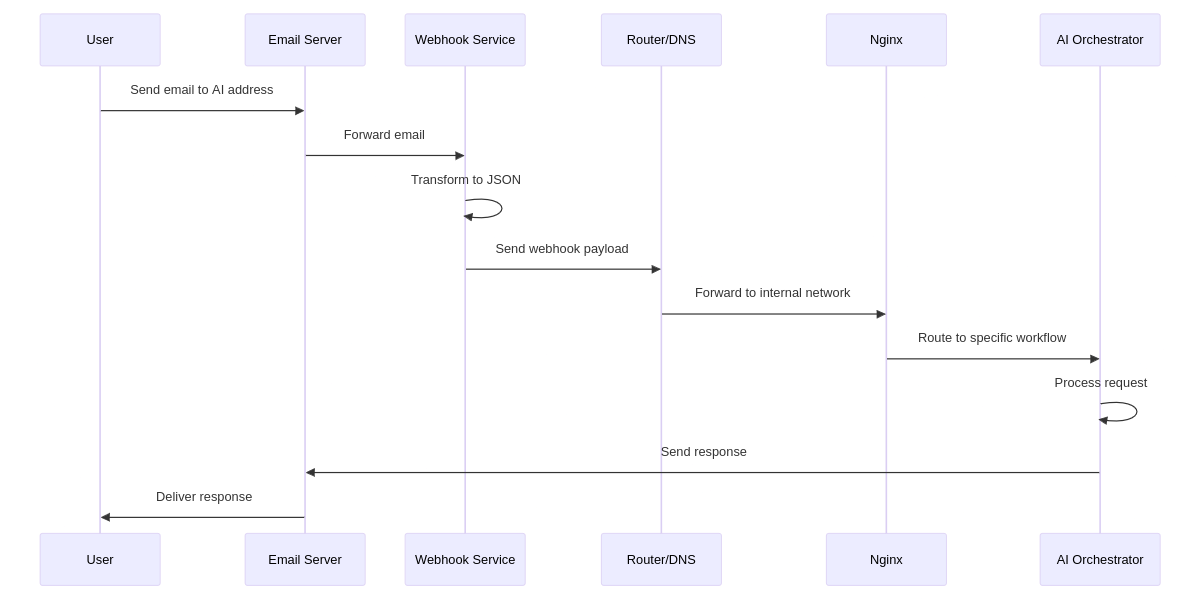 User
Email Server
Webhook Service
Router/DNS
Nginx
AI Orchestrator
Send email to AI address
Forward email
Transform to JSON
Send webhook payload
Forward to internal network
Route to specific workflow
Process request
Send response
Deliver response
User
Email Server
Webhook Service
Router/DNS
Nginx
AI Orchestrator